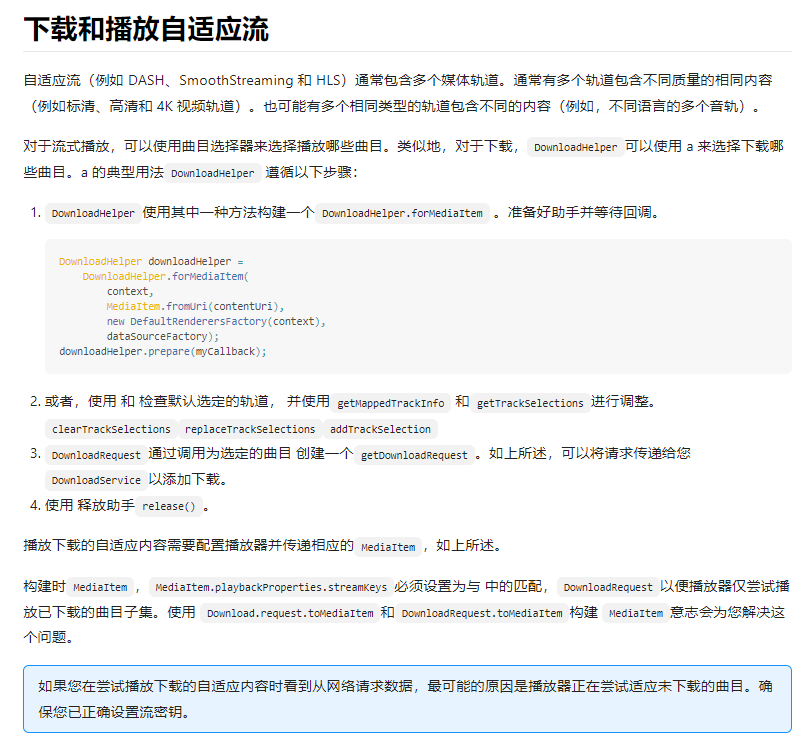 下载和播放自适应流
自适应流（例如 DASH、SmoothStreaming 和 HLS）通常包含多个媒体轨道。通常有多个轨道包含不同质量的相同内容
（例如标清、高清和 4K 视频轨道）。也可能有多个相同类型的轨道包含不同的内容（例如，不同语言的多个音轨）。
对于流式播放，可以使用曲目选择器来选择播放哪些曲目。类似地，对于下载， DownloadHelper 可以使用 a 来选择下载哪
些曲目。a 的典型用法 DownloadHelper 遵循以下步骤：
1. DownloadHelper 使用其中一种方法构建一个 DownloadHelper.forMediaItem 。准备好助手并等待回调。
DownloadHelper downloadHelper =
    DownloadHelper.forMediaItem(
        context,
        MediaItem.fromUri(contentUri),
        new DefaultRenderersFactory(context),
        dataSourceFactory);
downloadHelper.prepare(myCallback);
2. 或者，使用 和 检查默认选定的轨道， 并使用 getMappedTrackInfo 和 getTrackSelections 进行调整。
clearTrackSelections replaceTrackSelections addTrackSelection
3. DownloadRequest 通过调用为选定的曲目 创建一个 getDownloadRequest 。如上所述，可以将请求传递给您
DownloadService 以添加下载。
4. 使用 释放助手 release() 。
播放下载的自适应内容需要配置播放器并传递相应的 MediaItem ，如上所述。
构建时 MediaItem ， MediaItem.playbackProperties.streamKeys 必须设置为与 中的匹配， DownloadRequest 以便播放器仅尝试播
放已下载的曲目子集。使用 Download.request.toMediaItem 和 DownloadRequest.toMediaItem 构建 MediaItem 意志会为您解决这
个问题。
如果您在尝试播放下载的自适应内容时看到从网络请求数据，最可能的原因是播放器正在尝试适应未下载的曲目。确
保您已正确设置流密钥。